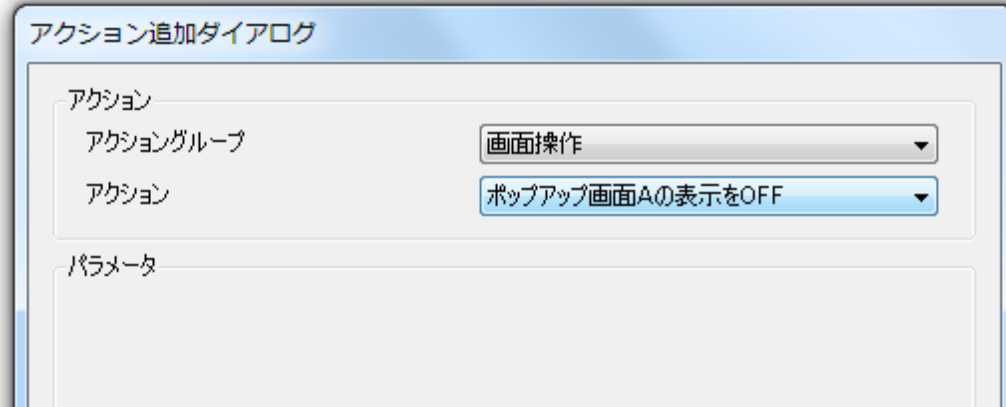 アクション追加ダイアログ
アクション
アクショングループ 画面操作
アクション ポップアップ画面Aの表示をOFF
パラメータ